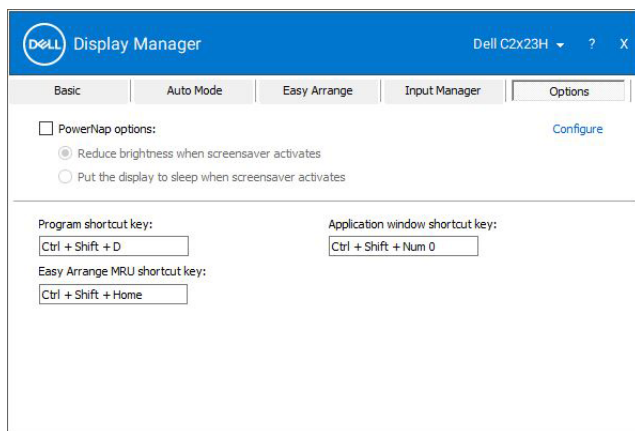 DELL Display Manager Dell C2x23H ? X
Basic Auto Mode Easy Arrange Input Manager Options
PowerNap options: Configure
Reduce brightness when screensaver activates
Put the display to sleep when screensaver activates
Program shortcut key: Application window shortcut key:
Ctrl + Shift + D Ctrl + Shift + Num 0
Easy Arrange MRU shortcut key:
Ctrl + Shift + Home